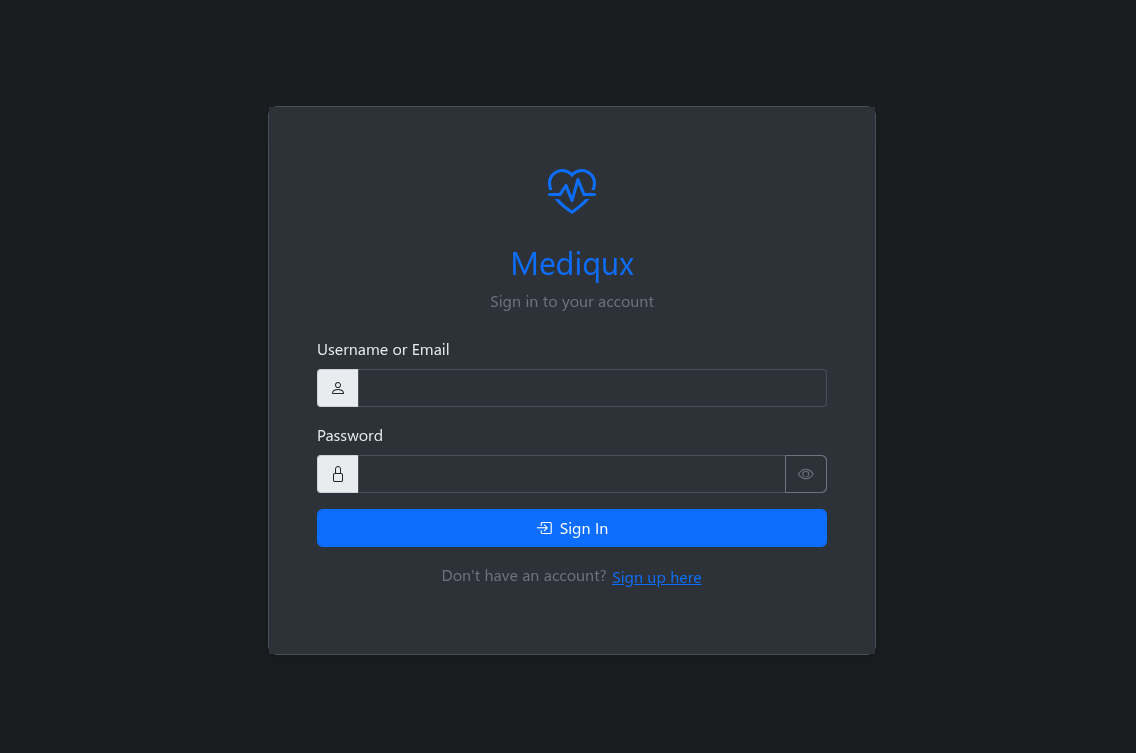 Mediqux
Sign in to your account
Username or Email
Password
Sign In
Don't have an account? Sign up here